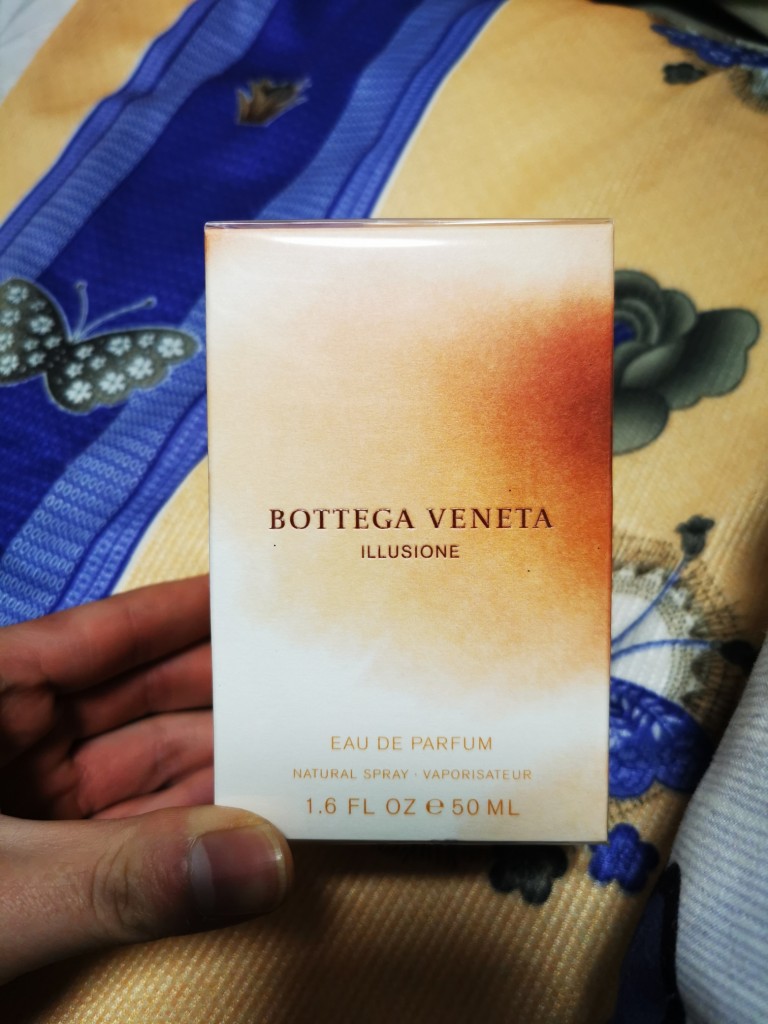 BOTTEGA VENETA
ILLUSIONE
EAU DE PARFUM
NATURAL SPRAY · VAPORISATEUR
1.6 FL OZ ℮ 50 ML